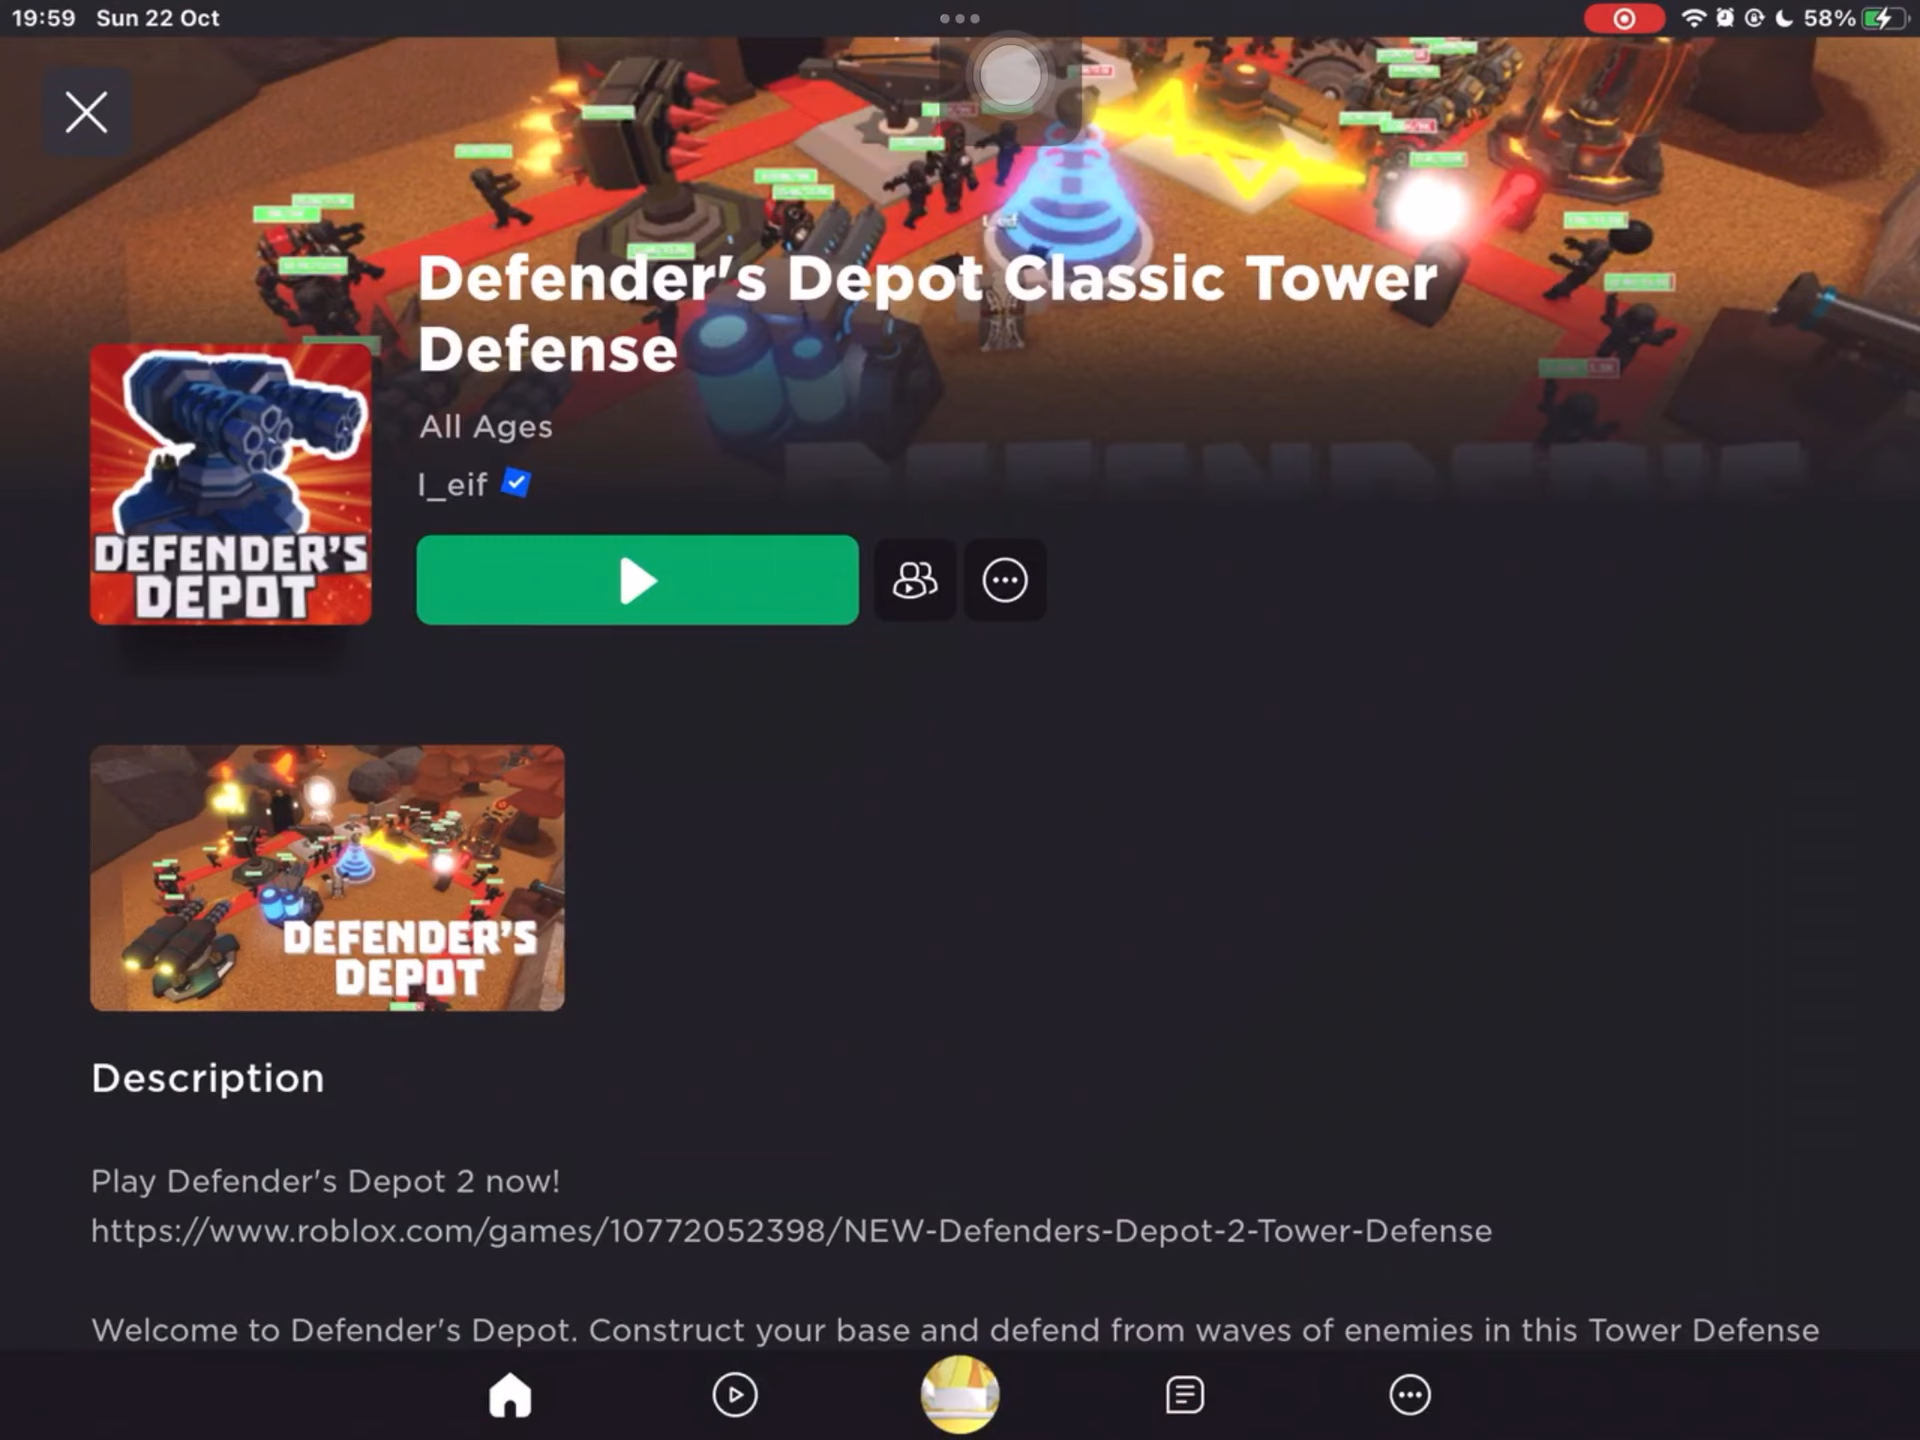 19:59 Sun 22 Oct
58%
Defender's Depot Classic Tower
Defense
All Ages
I_eif
DEFENDER'S
DEPOT
DEFENDER'S
DEPOT
Description
Play Defender's Depot 2 now!
https://www.roblox.com/games/10772052398/NEW-Defenders-Depot-2-Tower-Defense
Welcome to Defender's Depot. Construct your base and defend from waves of enemies in this Tower Defense